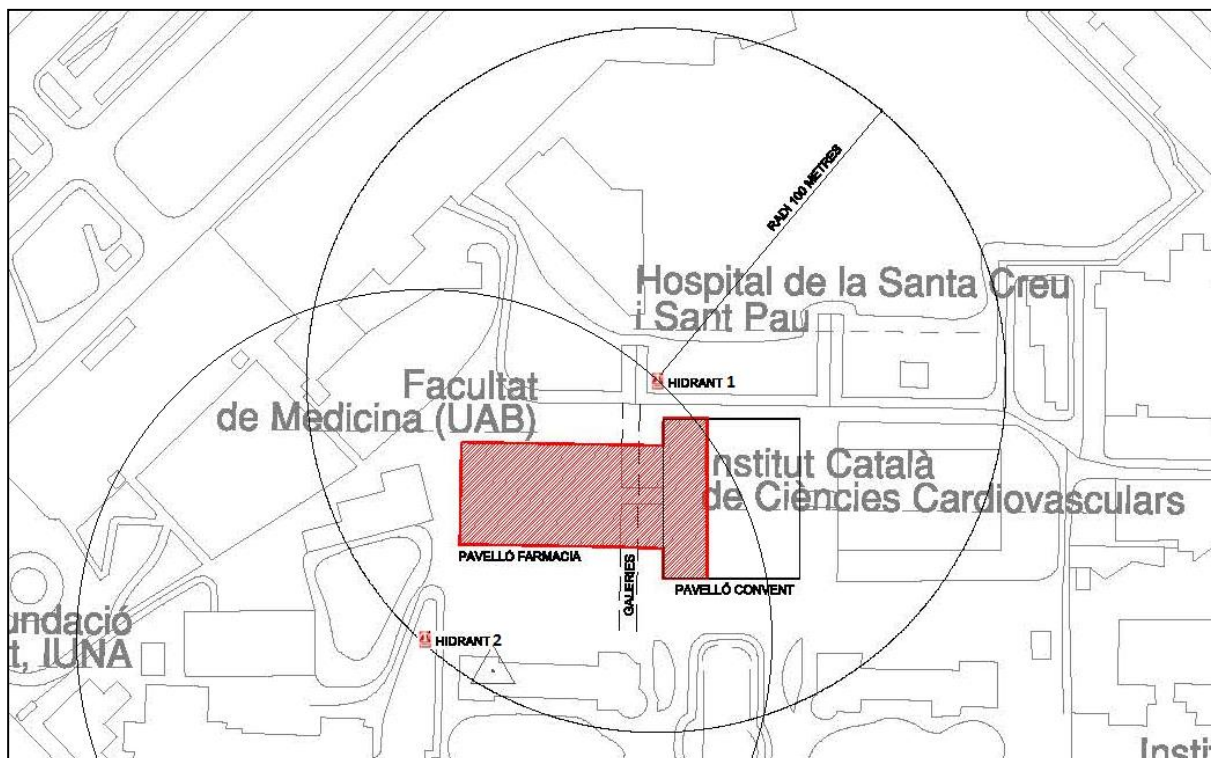 RADI 100 METRES
Hospital de la Santa Creu
i Sant Pau
HIDRANT 1
Facultat
de Medicina (UAB)
nstitut Català
de Ciències Cardiovasculars
PAVELLÓ FARMACIA
GALERIES
PAVELLÓ CONVENT
undació
t, IUNA
HIDRANT 2
Instit